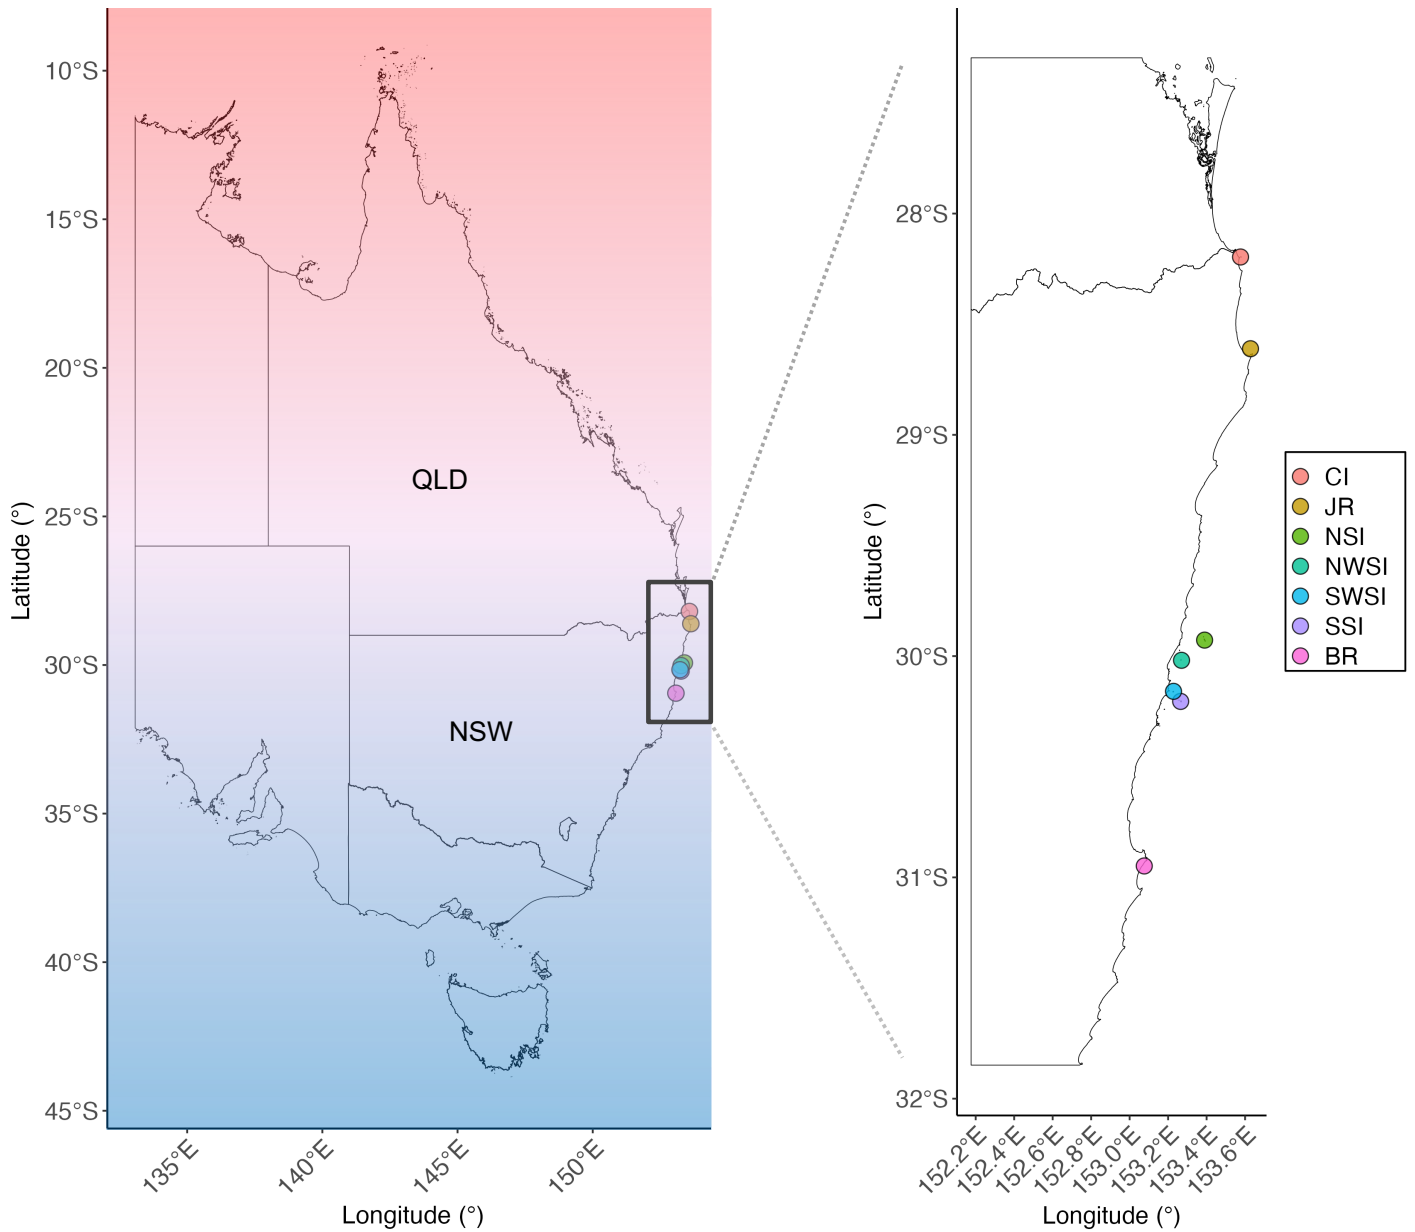 10°S
15°S
20°S
25°S
30°S
35°S
40°S
45°S
Latitude (°)
QLD
NSW
135°E
140°E
145°E
150°E
Longitude (°)
28°S
29°S
30°S
31°S
32°S
Latitude (°)
152.2°E
152.4°E
152.6°E
152.8°E
153.0°E
153.2°E
153.4°E
153.6°E
Longitude (°)
CI
JR
NSI
NWSI
SWSI
SSI
BR